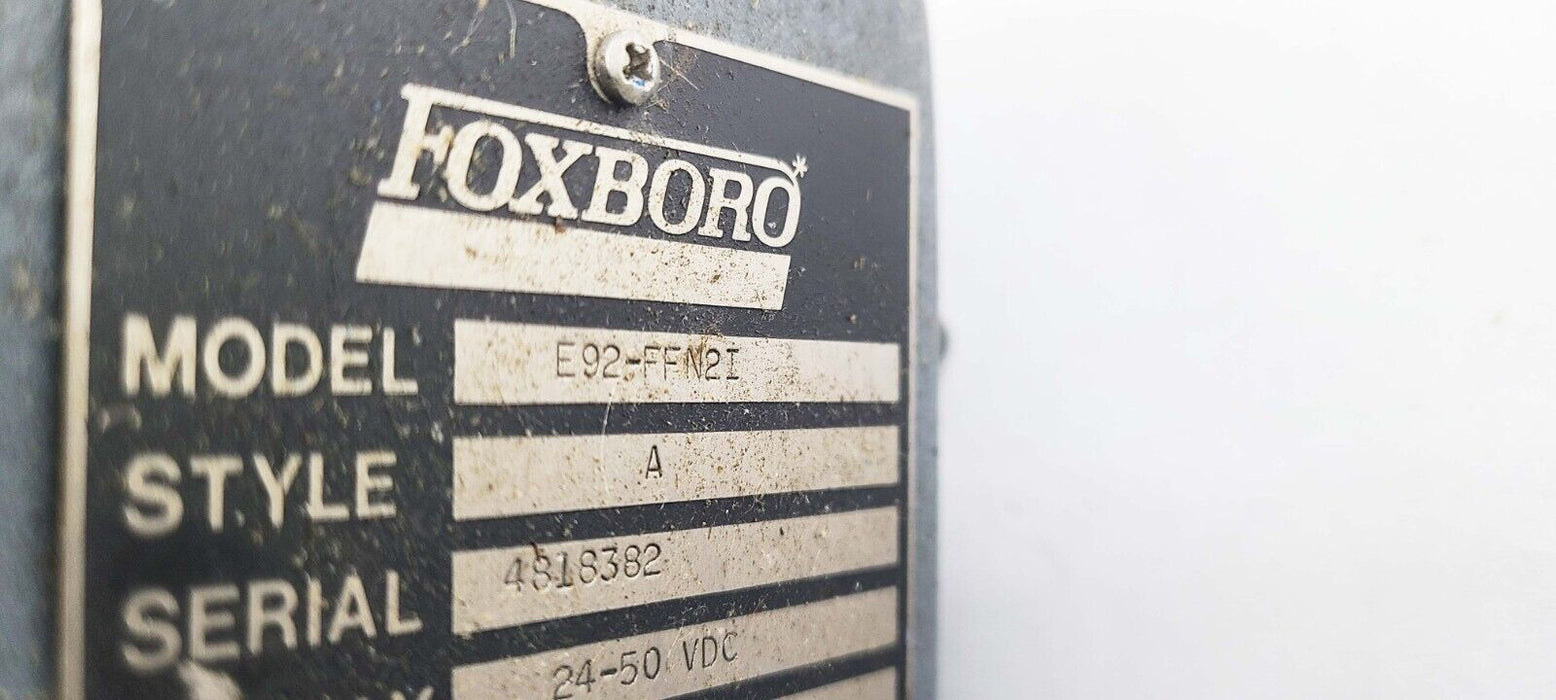 FOXBORO*
MODEL E92-FFN2I
STYLE A
SERIAL 4818382
24-50 VDC